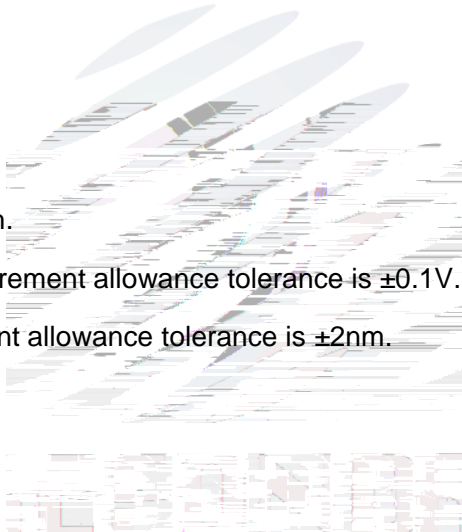 n.
rement allowance tolerance is ±0.1V.
nt allowance tolerance is ±2nm.